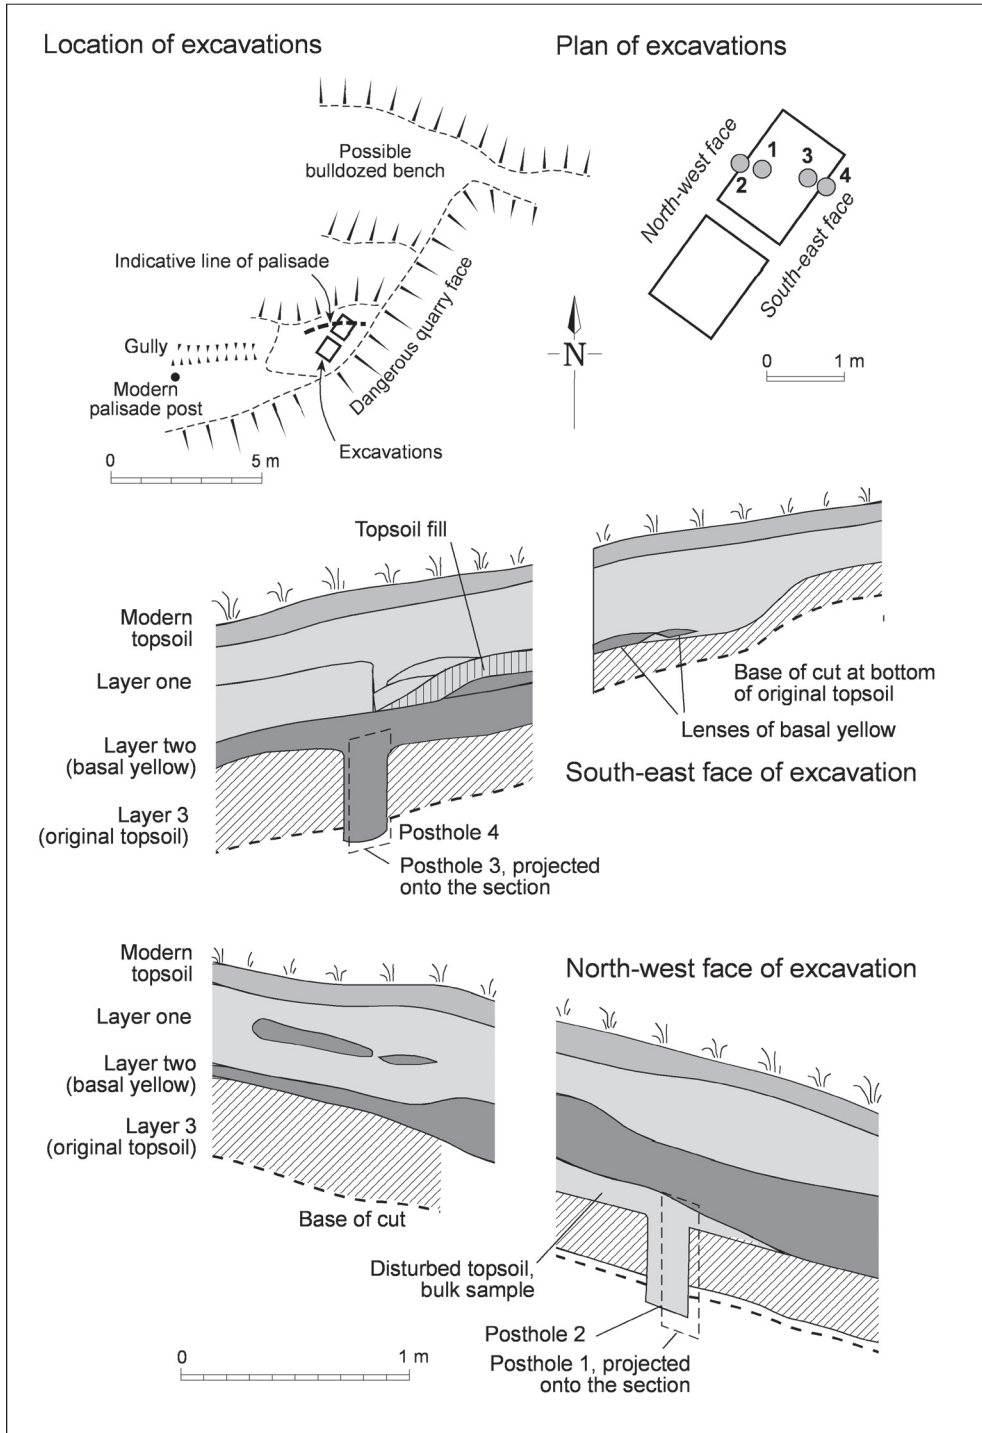 Location of excavations
Plan of excavations
Possible
bulldozed bench
Indicative line of palisade
Gully
Modern
palisade post
Dangerous quarry face
Excavations
0 5 m
North-west face
1
2
3
4
South-east face
N
0 1 m
Topsoil fill
Modern
topsoil
Layer one
Layer two
(basal yellow)
Layer 3
(original topsoil)
Posthole 4
Posthole 3, projected
onto the section
Base of cut at bottom
of original topsoil
Lenses of basal yellow
South-east face of excavation
North-west face of excavation
Modern
topsoil
Layer one
Layer two
(basal yellow)
Layer 3
(original topsoil)
Base of cut
Disturbed topsoil,
bulk sample
Posthole 2
Posthole 1, projected
onto the section
0 1 m